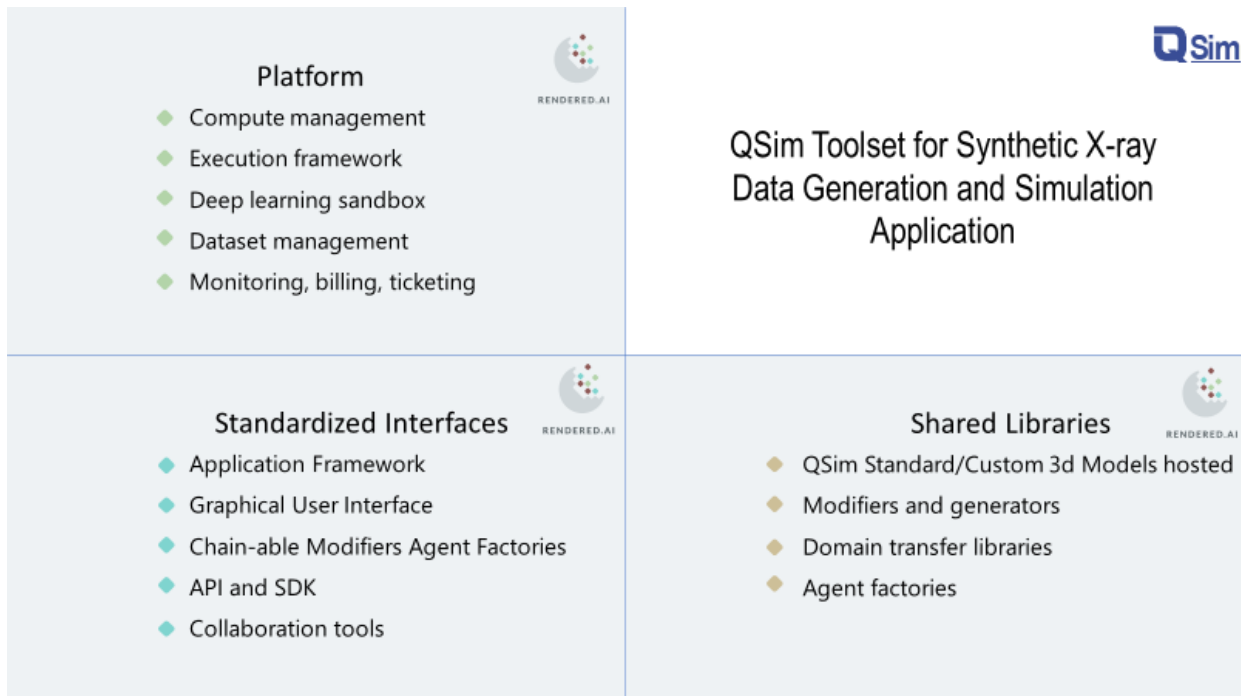 Platform
RENDERED.AI
Compute management
Execution framework
Deep learning sandbox
Dataset management
Monitoring, billing, ticketing
QSim
QSim Toolset for Synthetic X-ray
Data Generation and Simulation
Application
Standardized Interfaces
RENDERED.AI
Application Framework
Graphical User Interface
Chain-able Modifiers Agent Factories
API and SDK
Collaboration tools
Shared Libraries
RENDERED.AI
QSim Standard/Custom 3d Models hosted
Modifiers and generators
Domain transfer libraries
Agent factories